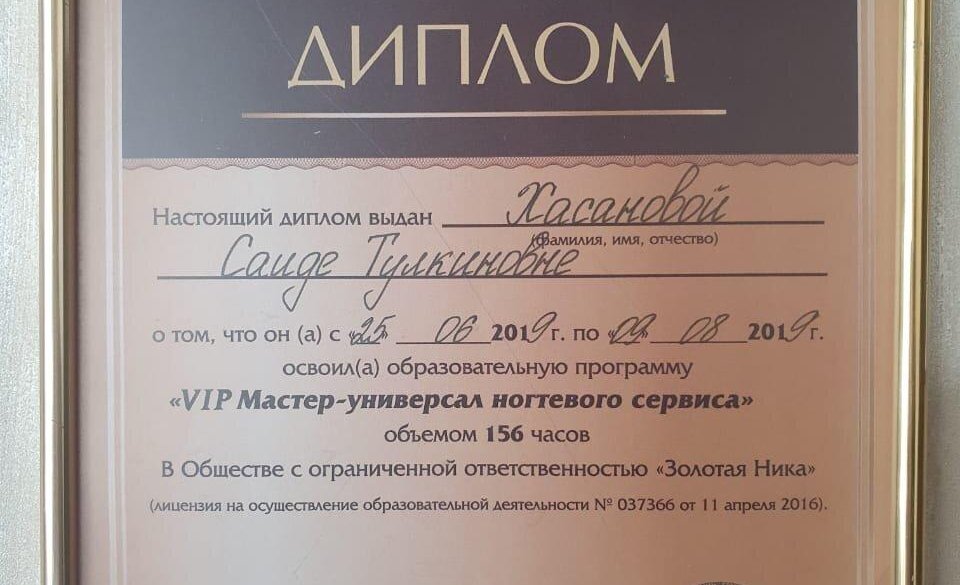 ДИПЛОМ
Настоящий диплом выдан Хасановой
(фамилия, имя, отчество)
Саиде Тулкиновне
о том, что он (а) с «25» 06 2019г. по «09» 08 2019г.
освоил(а) образовательную программу
«VIP Мастер-универсал ногтевого сервиса»
объемом 156 часов
В Обществе с ограниченной ответственностью «Золотая Ника»
(лицензия на осуществление образовательной деятельности № 037366 от 11 апреля 2016).